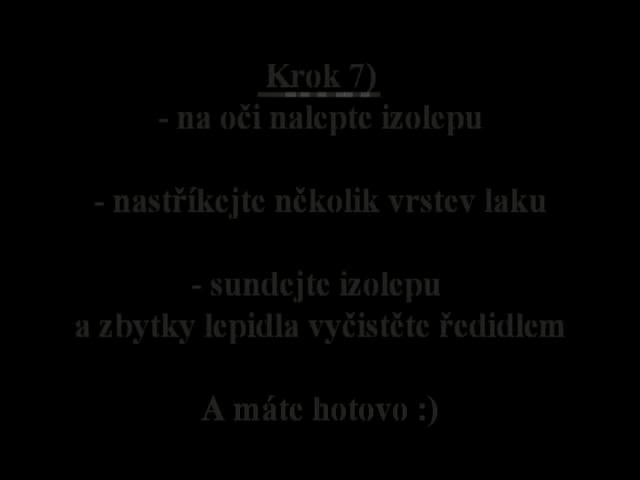 Krok 7)
- na oči nalepte izolepu
- nastříkejte několik vrstev laku
- sundejte izolepu
a zbytky lepidla vyčistěte ředidlem
A máte hotovo :)